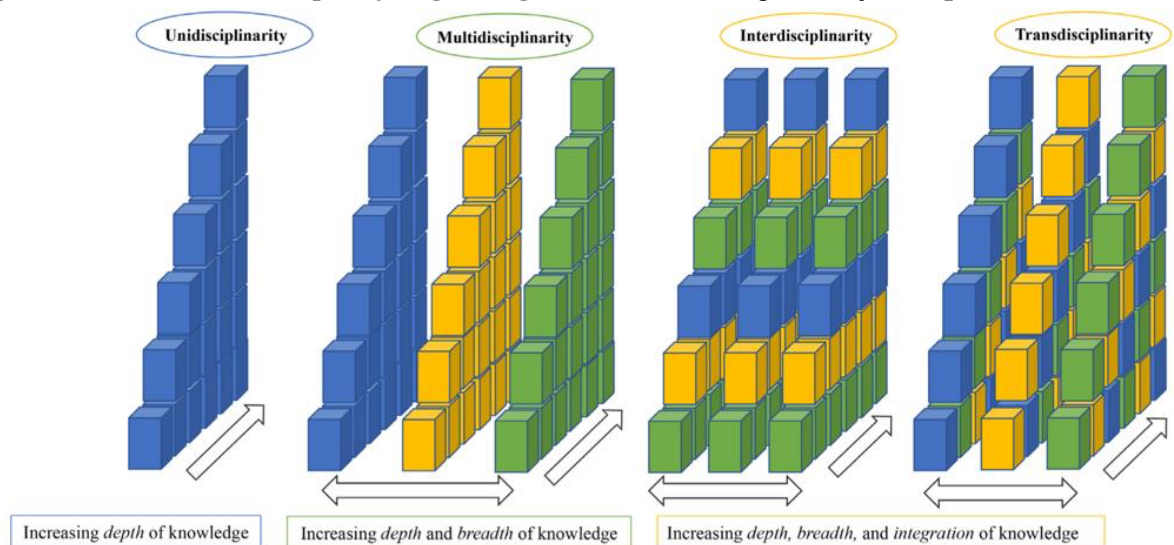 Unidisciplinarity
Multidisciplinarity
Interdisciplinarity
Transdisciplinarity
Increasing depth of knowledge
Increasing depth and breadth of knowledge
Increasing depth, breadth, and integration of knowledge